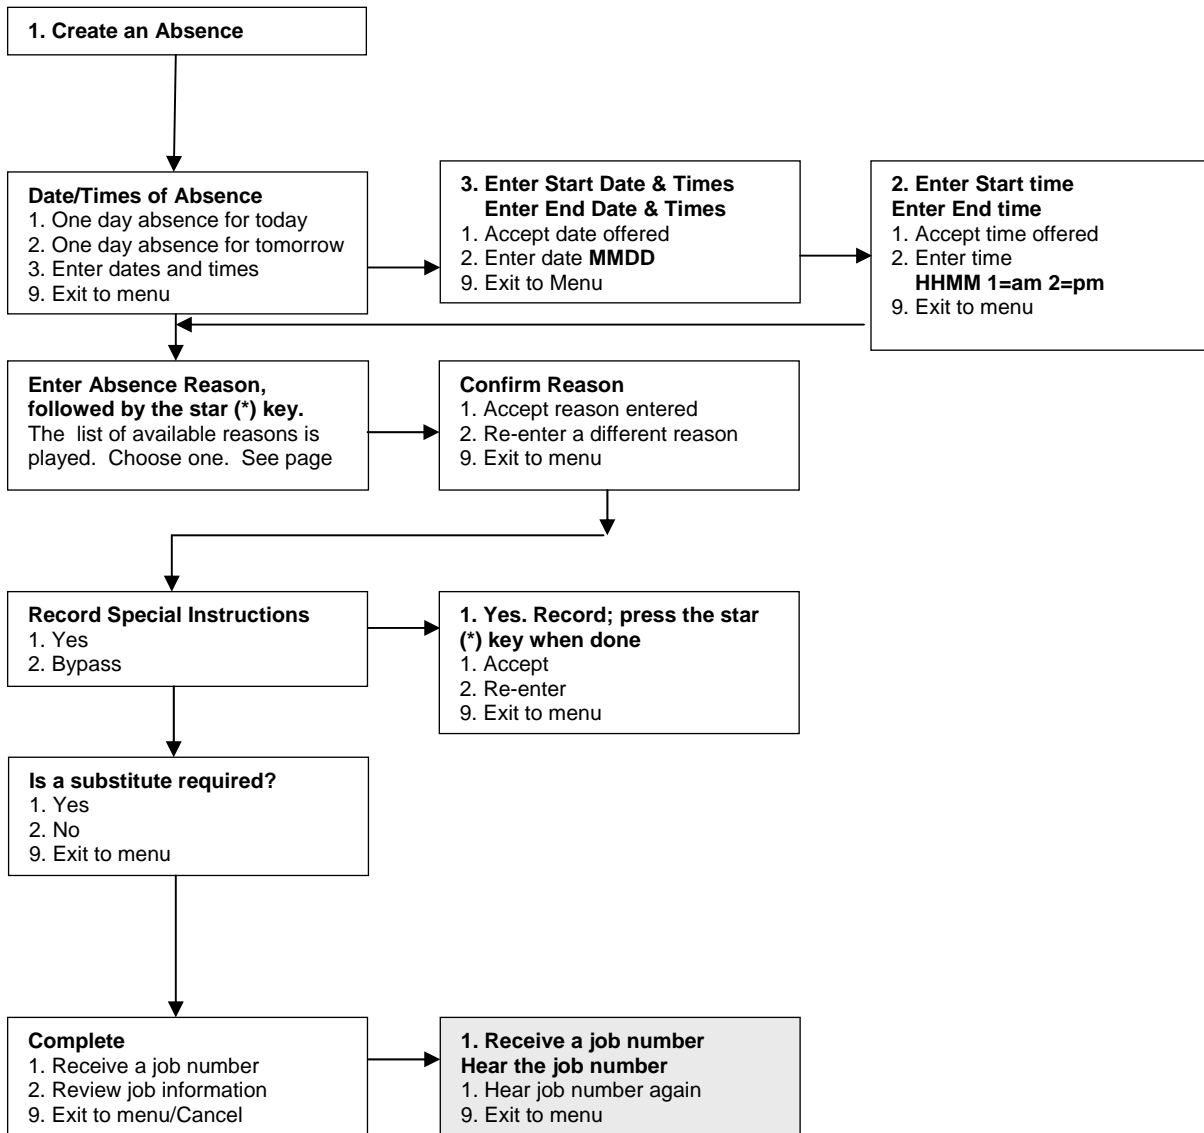 1. Create an Absence
Date/Times of Absence
1. One day absence for today
2. One day absence for tomorrow
3. Enter dates and times
9. Exit to menu
3. Enter Start Date & Times
Enter End Date & Times
1. Accept date offered
2. Enter date MMDD
9. Exit to Menu
2. Enter Start time
Enter End time
1. Accept time offered
2. Enter time
HHMM 1=am 2=pm
9. Exit to menu
Enter Absence Reason,
followed by the star (*) key.
The list of available reasons is
played. Choose one. See page
Confirm Reason
1. Accept reason entered
2. Re-enter a different reason
9. Exit to menu
Record Special Instructions
1. Yes
2. Bypass
1. Yes. Record; press the star
(*) key when done
1. Accept
2. Re-enter
9. Exit to menu
Is a substitute required?
1. Yes
2. No
9. Exit to menu
Complete
1. Receive a job number
2. Review job information
9. Exit to menu/Cancel
1. Receive a job number
Hear the job number
1. Hear job number again
9. Exit to menu